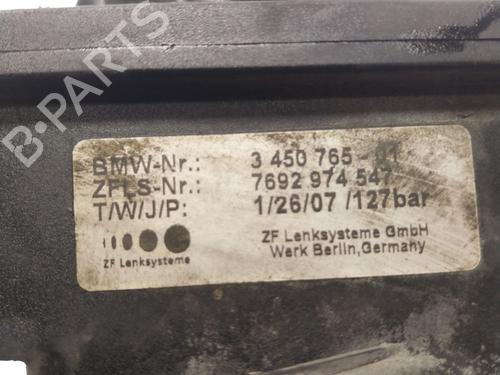 BMW-Nr.: 3 450 765 - 01
ZFLS-Nr.: 7692 974 547
T/W/J/P: 1/26/07 /127bar
ZF Lenksysteme
ZF Lenksysteme GmbH
Werk Berlin,Germany
B-PARTS